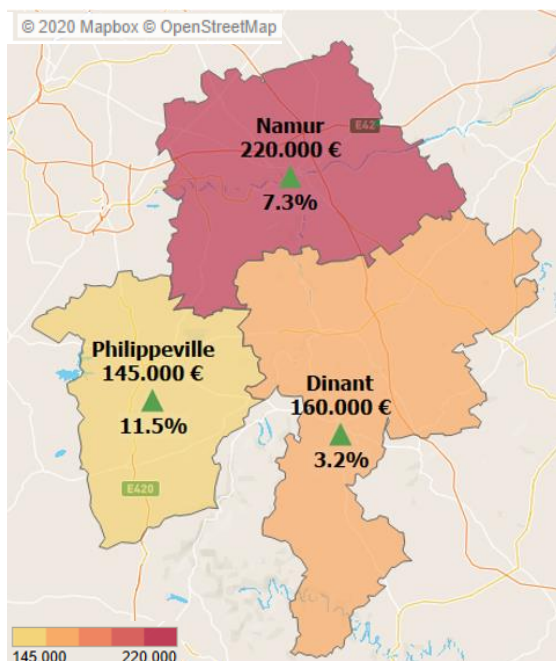 © 2020 Mapbox © OpenStreetMap
Namur
220.000 €
7.3%
E42
Philippeville
145.000 €
11.5%
Dinant
160.000 €
3.2%
E420
145 000
220 000